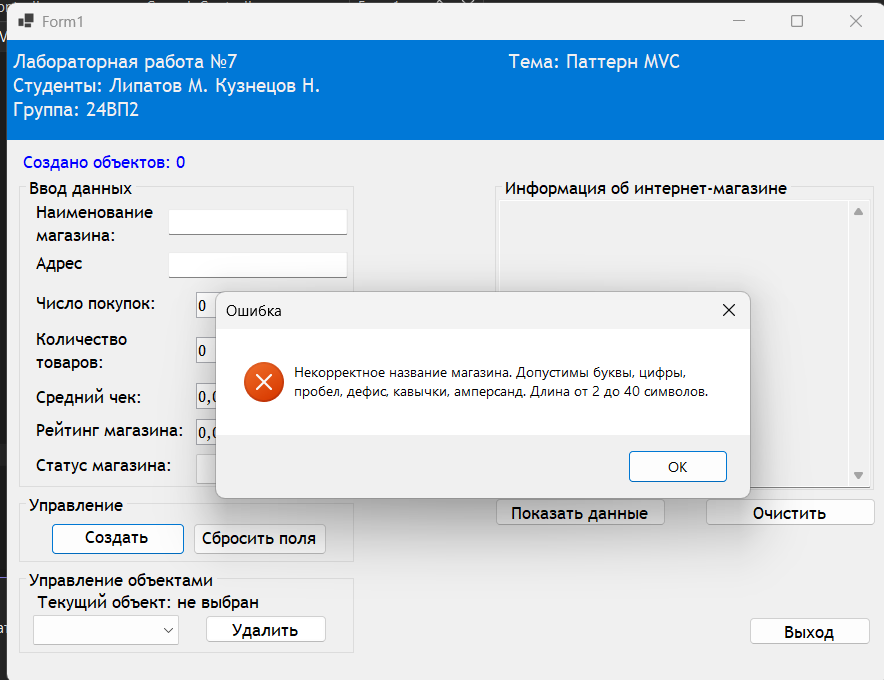 Form1
Лабораторная работа №7
Тема: Паттерн MVC
Студенты: Липатов М. Кузнецов Н.
Группа: 24ВП2
Создано объектов: 0
Ввод данных
Наименование
магазина:
Адрес
Число покупок:
0
Количество
товаров:
0
Средний чек:
0,0
Рейтинг магазина:
0,0
Статус магазина:
Информация об интернет-магазине
Ошибка
Некорректное название магазина. Допустимы буквы, цифры,
пробел, дефис, кавычки, амперсанд. Длина от 2 до 40 символов.
OK
Управление
Создать
Сбросить поля
Показать данные
Очистить
Управление объектами
Текущий объект: не выбран
Удалить
Выход